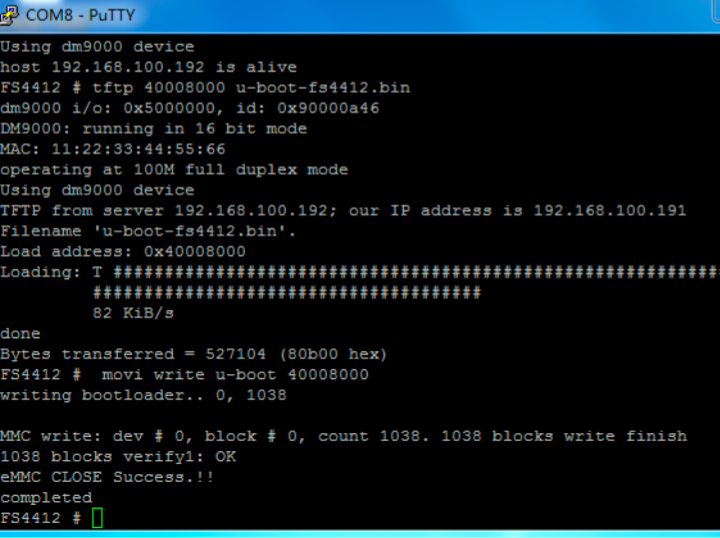 COM8 - PuTTY
Using dm9000 device
host 192.168.100.192 is alive
FS4412 # tftp 40008000 u-boot-fs4412.bin
dm9000 i/o: 0x5000000, id: 0x90000a46
DM9000: running in 16 bit mode
MAC: 11:22:33:44:55:66
operating at 100M full duplex mode
Using dm9000 device
TFTP from server 192.168.100.192; our IP address is 192.168.100.191
Filename 'u-boot-fs4412.bin'.
Load address: 0x40008000
Loading: T ###########################################################
######################################
82 KiB/s
done
Bytes transferred = 527104 (80b00 hex)
FS4412 #  movi write u-boot 40008000
writing bootloader.. 0, 1038
MMC write: dev # 0, block # 0, count 1038. 1038 blocks write finish
1038 blocks verify1: OK
eMMC CLOSE Success.!!
completed
FS4412 #